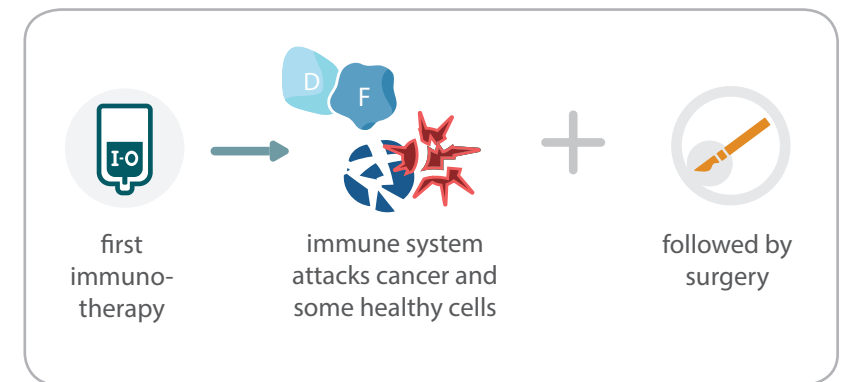 D
F
I-O
first
immuno-
therapy
immune system
attacks cancer and
some healthy cells
followed by
surgery